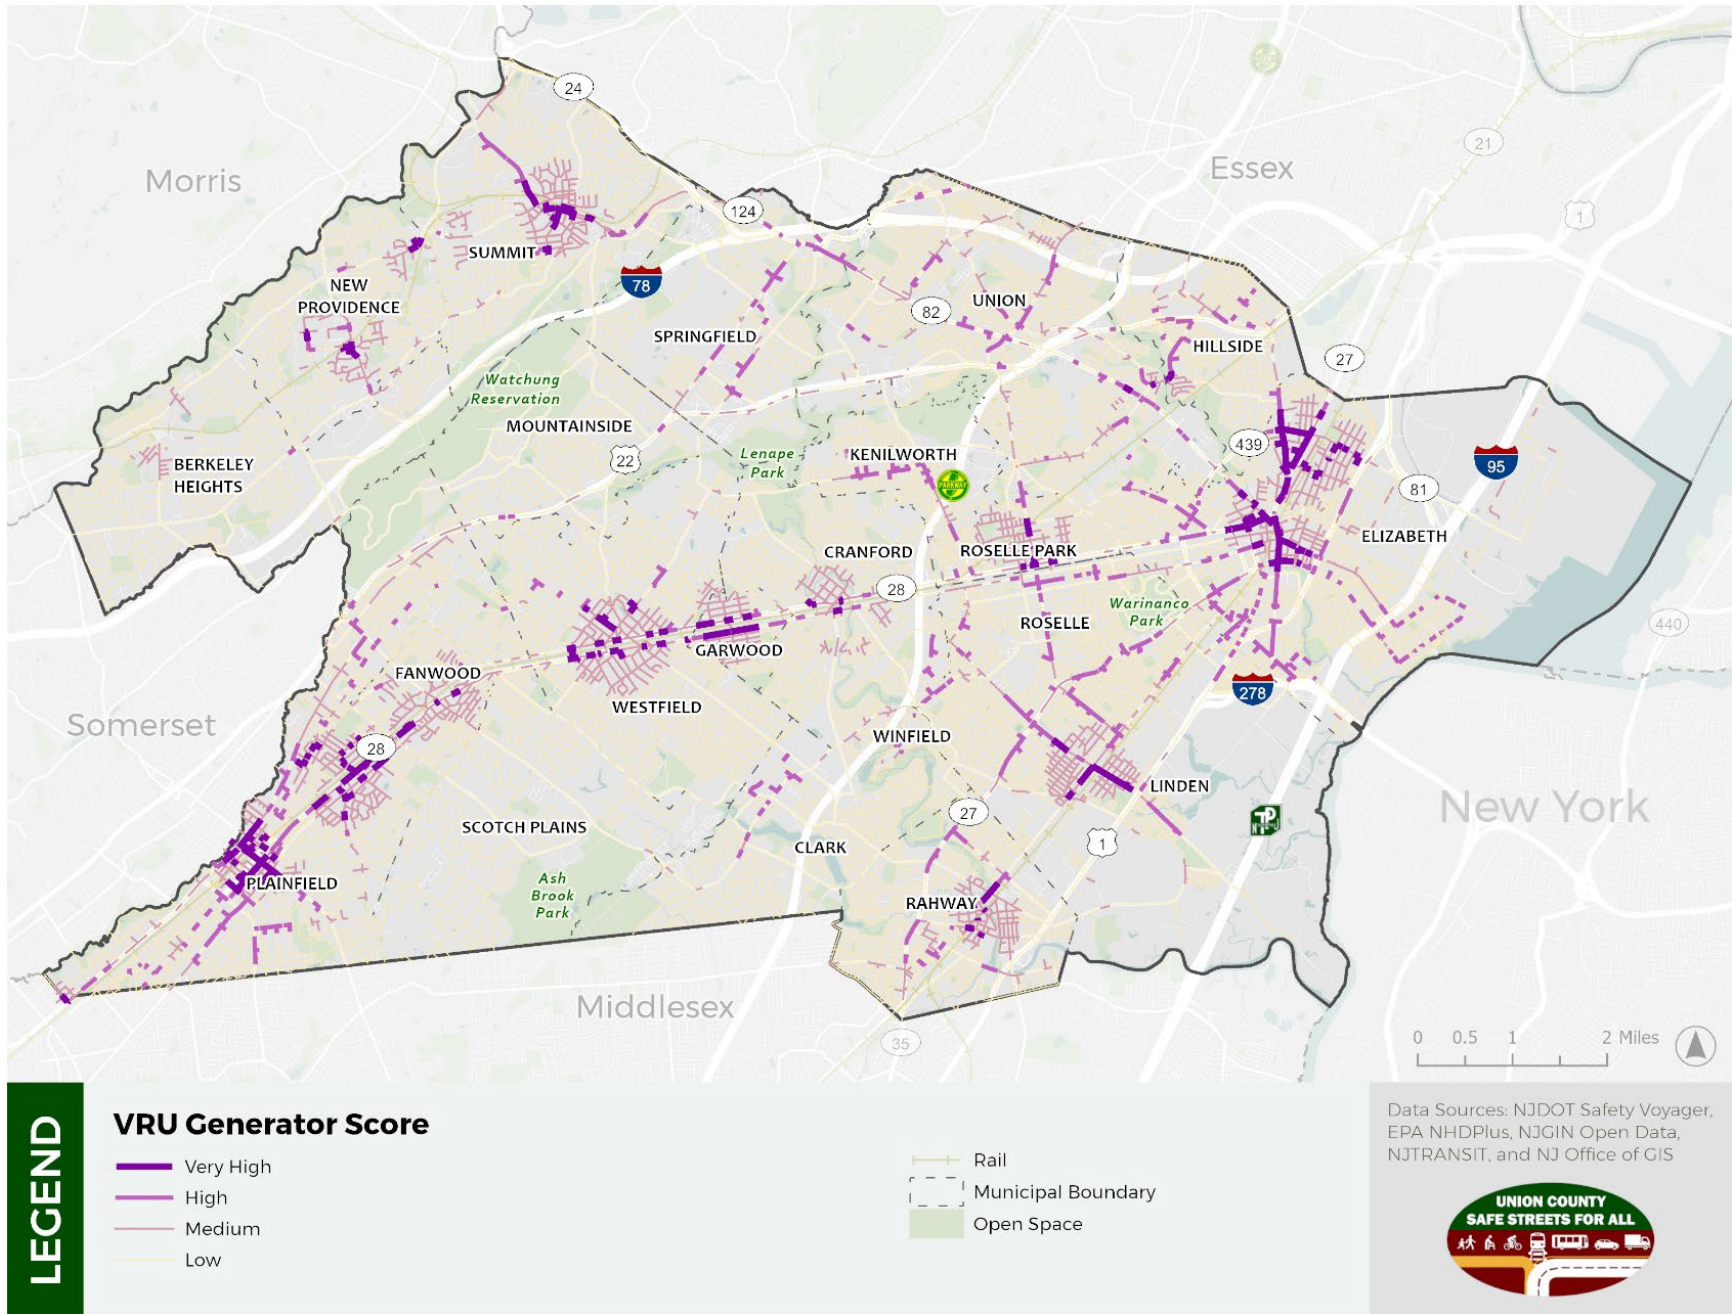 24
Morris
Essex
21
1
124
SUMMIT
78
NEW
PROVIDENCE
UNION
82
SPRINGFIELD
HILLSIDE
27
Watchung
Reservation
MOUNTAINSIDE
22
Lenape
Park
KENILWORTH
PARKWAY
439
95
BERKELEY
HEIGHTS
81
CRANFORD
ROSELLE PARK
ELIZABETH
28
Warinanco
Park
ROSELLE
440
GARWOOD
FANWOOD
278
WESTFIELD
Somerset
28
WINFIELD
LINDEN
New York
27
SCOTCH PLAINS
1
CLARK
PLAINFIELD
Ash
Brook
Park
RAHWAY
Middlesex
35
0 0.5 1 2 Miles
LEGEND
VRU Generator Score
Very High
High
Medium
Low
Rail
Municipal Boundary
Open Space
Data Sources: NJDOT Safety Voyager,
EPA NHDPlus, NJGIN Open Data,
NJTRANSIT, and NJ Office of GIS
UNION COUNTY
SAFE STREETS FOR ALL